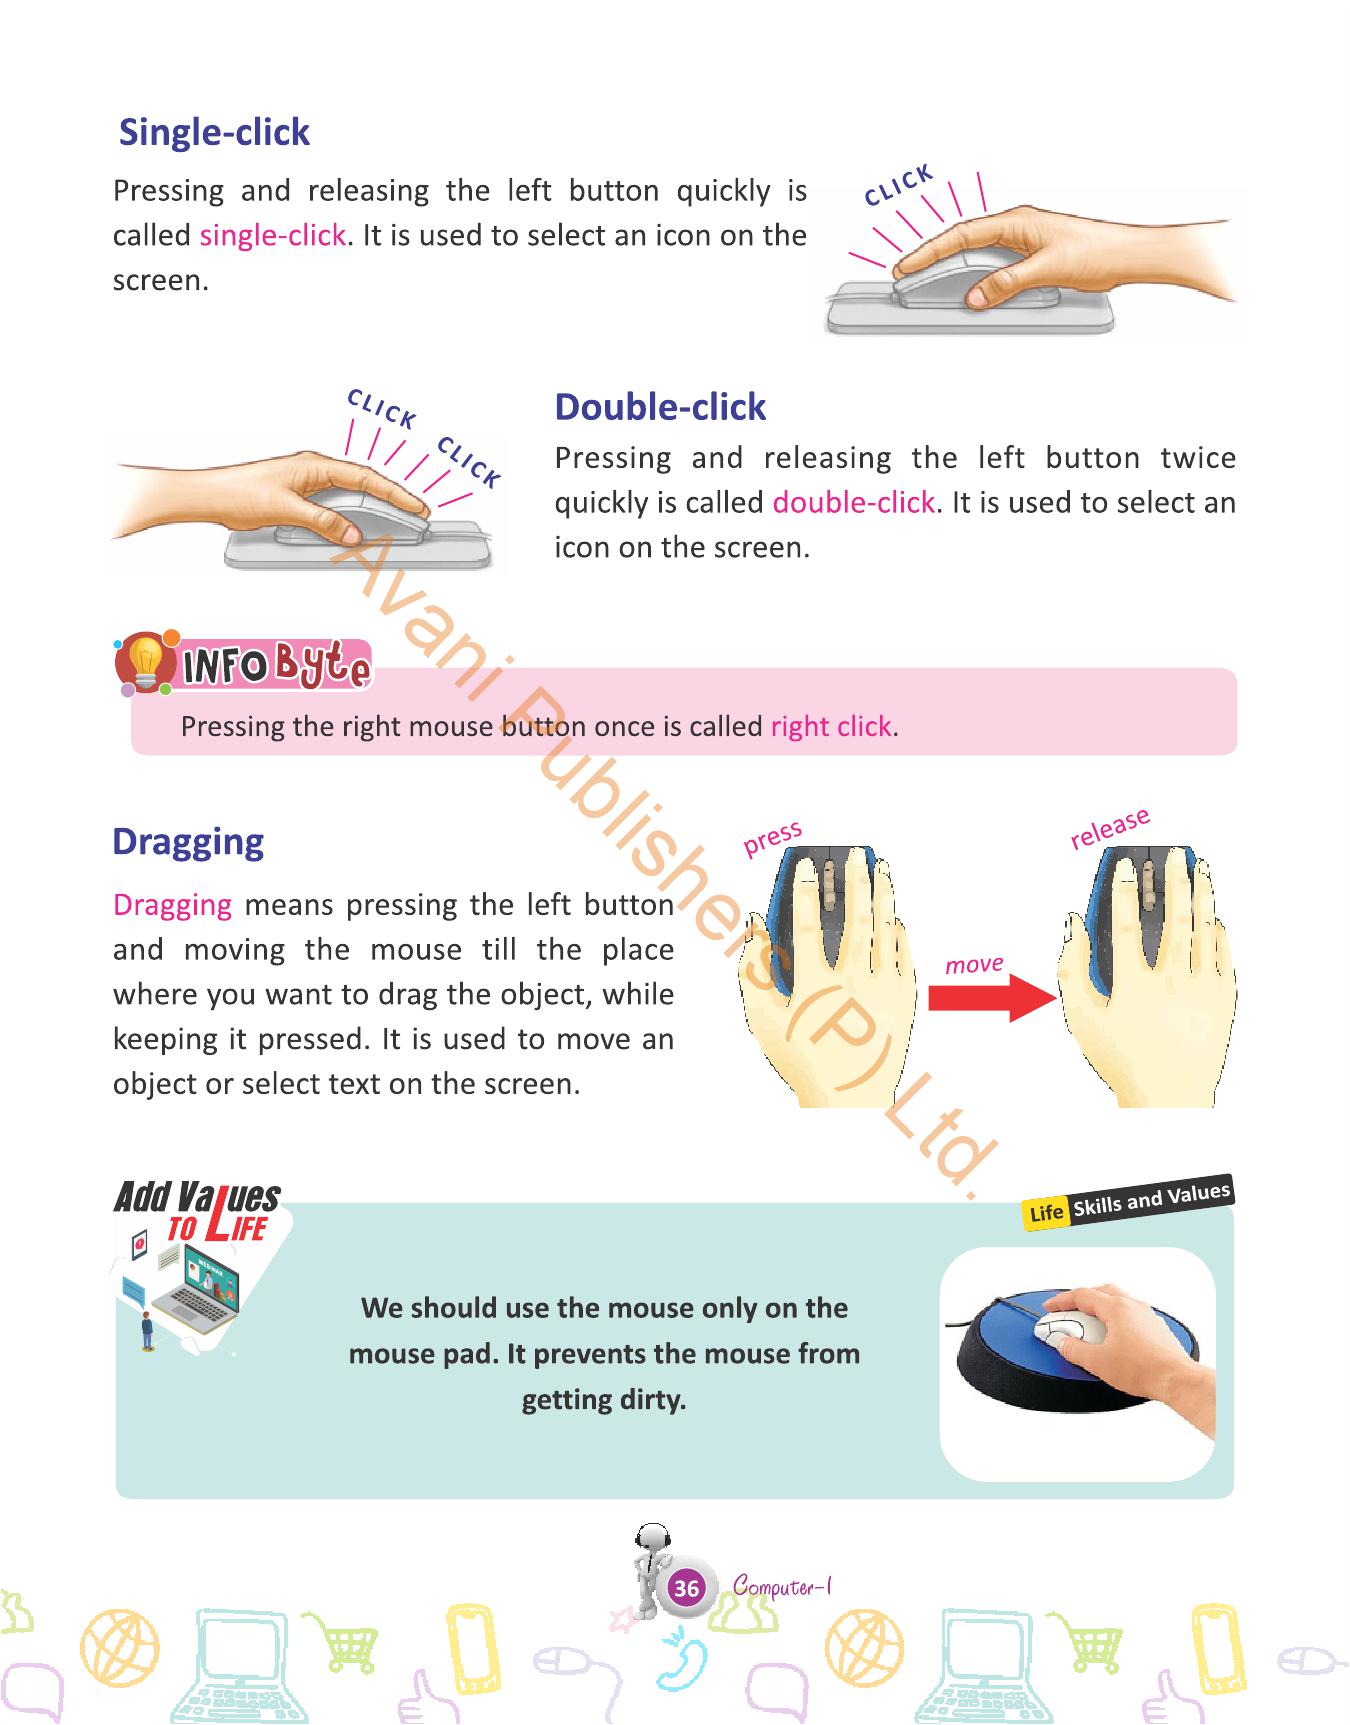 Single-click
Pressing and releasing the left button quickly is
called single-click. It is used to select an icon on the
screen.
CLICK
CLICK
CLICK
Double-click
Pressing and releasing the left button twice
quickly is called double-click. It is used to select an
icon on the screen.
INFO Byte
Pressing the right mouse button once is called right click.
Dragging
Dragging means pressing the left button
and moving the mouse till the place
where you want to drag the object, while
keeping it pressed. It is used to move an
object or select text on the screen.
press
move
release
Avani Publishers (P) Ltd.
Add Values
TO LIFE
WEBINAR
Life Skills and Values
We should use the mouse only on the
mouse pad. It prevents the mouse from
getting dirty.
36
Computer-1